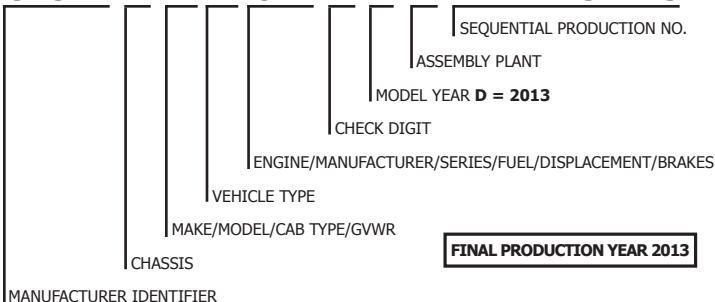 SEQUENTIAL PRODUCTION NO.
ASSEMBLY PLANT
MODEL YEAR D = 2013
CHECK DIGIT
ENGINE/MANUFACTURER/SERIES/FUEL/DISPLACEMENT/BRAKES
VEHICLE TYPE
MAKE/MODEL/CAB TYPE/GVWR
FINAL PRODUCTION YEAR 2013
CHASSIS
MANUFACTURER IDENTIFIER